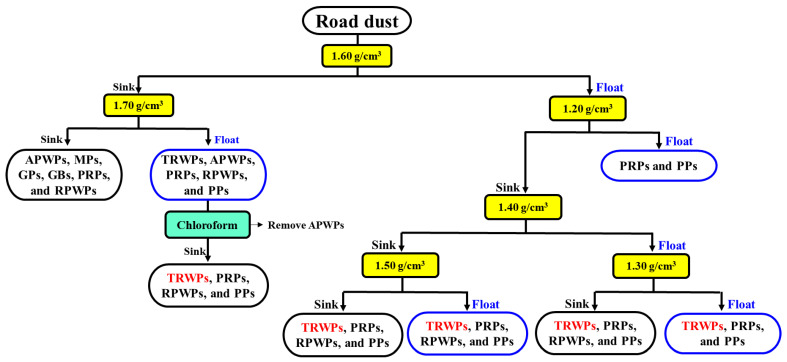 Road dust
1.60 g/cm³
Sink
Float
1.70 g/cm³
1.20 g/cm³
Sink
Float
Float
APWPs, MPs,
GPs, GBs, PRPs,
and RPWPs
TRWPs, APWPs,
PRPs, RPWPs,
and PPs
PRPs and PPs
Sink
1.40 g/cm³
Chloroform
Remove APWPs
Sink
Sink
Float
1.50 g/cm³
1.30 g/cm³
TRWPs, PRPs,
RPWPs, and PPs
Sink
Float
Sink
Float
TRWPs, PRPs,
RPWPs, and PPs
TRWPs, PRPs,
RPWPs, and PPs
TRWPs, PRPs,
RPWPs, and PPs
TRWPs, PRPs,
and PPs